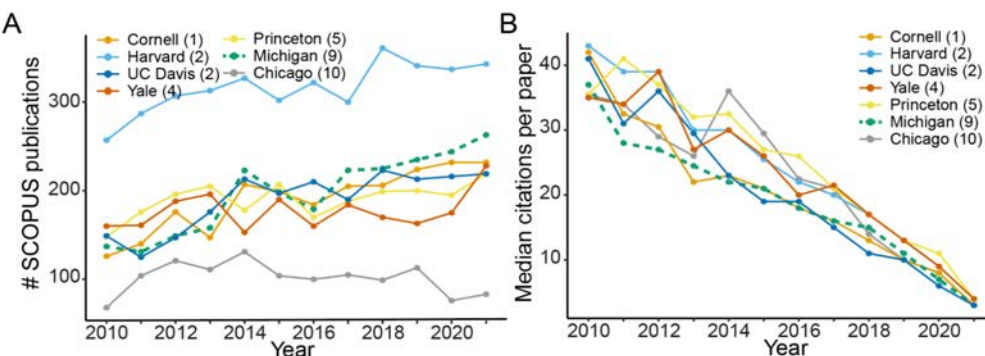 A
Cornell (1)
Harvard (2)
UC Davis (2)
Yale (4)
Princeton (5)
Michigan (9)
Chicago (10)
# SCOPUS publications
300
200
100
2010 2012 2014 2016 2018 2020
Year
B
Cornell (1)
Harvard (2)
UC Davis (2)
Yale (4)
Princeton (5)
Michigan (9)
Chicago (10)
Median citations per paper
40
30
20
10
2010 2012 2014 2016 2018 2020
Year